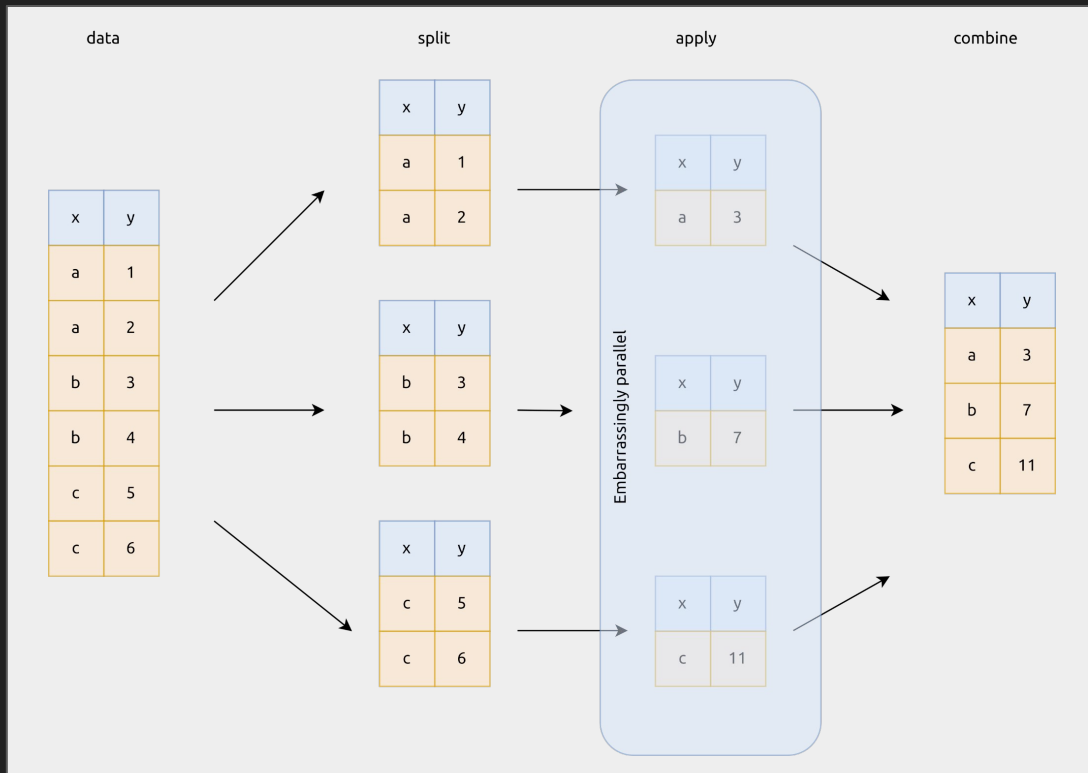 data
split
apply
combine
x y
a 1
a 2
b 3
b 4
c 5
c 6
x y
a 1
a 2
x y
b 3
b 4
x y
c 5
c 6
Embarrassingly parallel
x y
a 3
x y
b 7
x y
c 11
x y
a 3
b 7
c 11